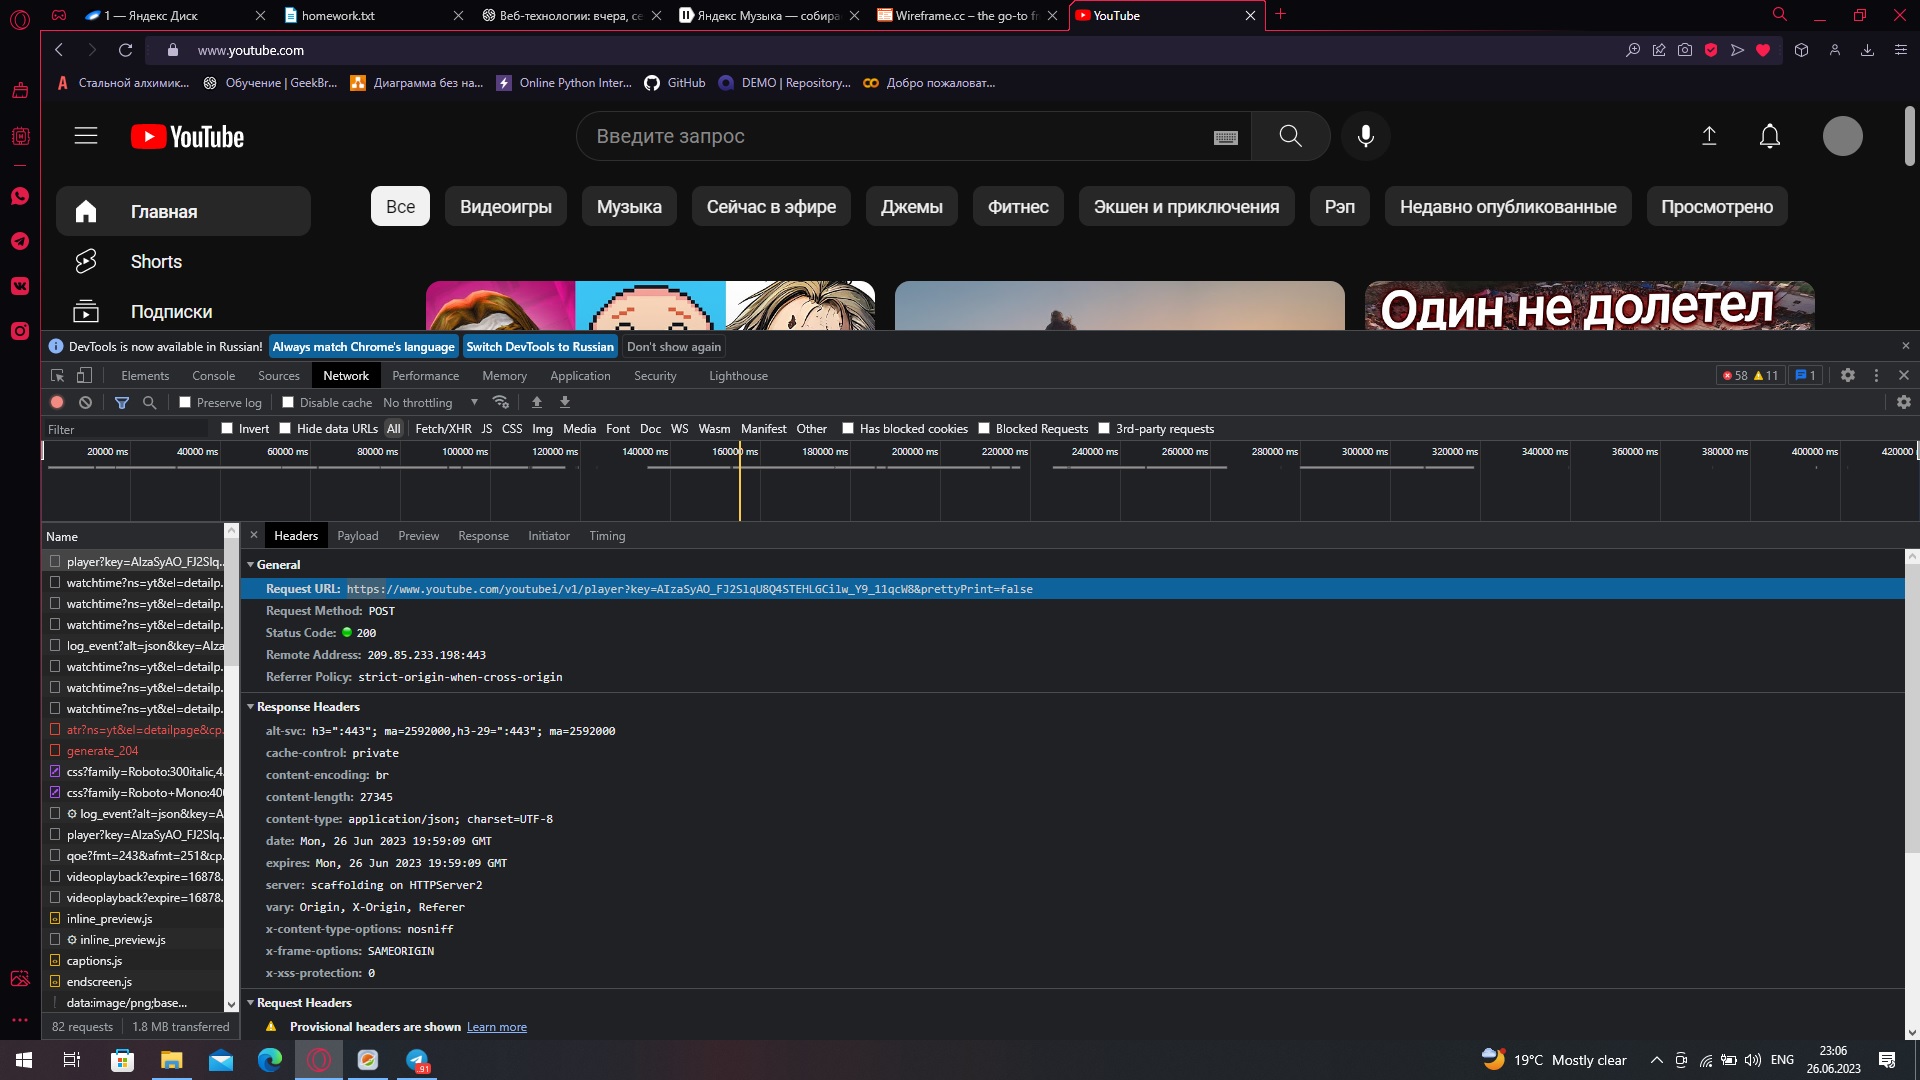 1 — Яндекс Диск
homework.txt
Веб-технологии: вчера, се
Яндекс Музыка — собира
Wireframe.cc – the go-to fr
YouTube
www.youtube.com
Стальной алхимик...
Обучение | GeekBr...
Диаграмма без на...
Online Python Inter...
GitHub
DEMO | Repository...
Добро пожаловат...
YouTube
Введите запрос
Главная
Все
Видеоигры
Музыка
Сейчас в эфире
Джемы
Фитнес
Экшен и приключения
Рэп
Недавно опубликованные
Просмотрено
Shorts
Подписки
Один не долетел
DevTools is now available in Russian!
Always match Chrome's language
Switch DevTools to Russian
Don't show again
Elements
Console
Sources
Network
Performance
Memory
Application
Security
Lighthouse
58
11
1
Preserve log
Disable cache
No throttling
Filter
Invert
Hide data URLs
All
Fetch/XHR
JS
CSS
Img
Media
Font
Doc
WS
Wasm
Manifest
Other
Has blocked cookies
Blocked Requests
3rd-party requests
20000 ms
40000 ms
60000 ms
80000 ms
100000 ms
120000 ms
140000 ms
160000 ms
180000 ms
200000 ms
220000 ms
240000 ms
260000 ms
280000 ms
300000 ms
320000 ms
340000 ms
360000 ms
380000 ms
400000 ms
420000
Name
player?key=AIzaSyAO_FJ2Slq...
watchtime?ns=yt&el=detailp...
watchtime?ns=yt&el=detailp...
watchtime?ns=yt&el=detailp...
log_event?alt=json&key=AIza
watchtime?ns=yt&el=detailp...
watchtime?ns=yt&el=detailp...
watchtime?ns=yt&el=detailp...
atr?ns=yt&el=detailpage&cp...
generate_204
css?family=Roboto:300italic,4...
css?family=Roboto+Mono:400
log_event?alt=json&key=A
player?key=AIzaSyAO_FJ2Slq...
qoe?fmt=243&afmt=251&cp...
videoplayback?expire=16878...
videoplayback?expire=16878...
inline_preview.js
inline_preview.js
captions.js
endscreen.js
data:image/png;base...
82 requests
1.8 MB transferred
Headers
Payload
Preview
Response
Initiator
Timing
General
Request URL: https://www.youtube.com/youtubei/v1/player?key=AIzaSyAO_FJ2SlqU8Q4STEHLGCilw_Y9_11qcW8&prettyPrint=false
Request Method: POST
Status Code: 200
Remote Address: 209.85.233.198:443
Referrer Policy: strict-origin-when-cross-origin
Response Headers
alt-svc: h3=":443"; ma=2592000,h3-29=":443"; ma=2592000
cache-control: private
content-encoding: br
content-length: 27345
content-type: application/json; charset=UTF-8
date: Mon, 26 Jun 2023 19:59:09 GMT
expires: Mon, 26 Jun 2023 19:59:09 GMT
server: scaffolding on HTTPServer2
vary: Origin, X-Origin, Referer
x-content-type-options: nosniff
x-frame-options: SAMEORIGIN
x-xss-protection: 0
Request Headers
Provisional headers are shown Learn more
91
19°C Mostly clear
ENG
23:06
26.06.2023